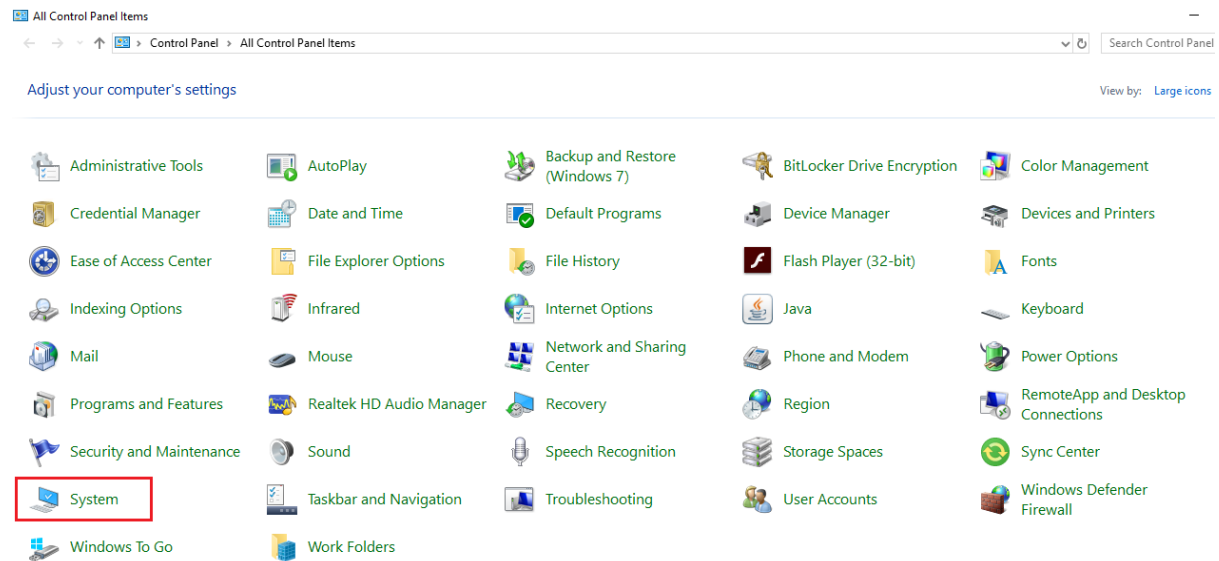 All Control Panel Items
Control Panel > All Control Panel Items
Search Control Panel
Adjust your computer's settings
View by: Large icons
Administrative Tools
AutoPlay
Backup and Restore
(Windows 7)
BitLocker Drive Encryption
Color Management
Credential Manager
Date and Time
Default Programs
Device Manager
Devices and Printers
Ease of Access Center
File Explorer Options
File History
Flash Player (32-bit)
Fonts
Indexing Options
Infrared
Internet Options
Java
Keyboard
Mail
Mouse
Network and Sharing
Center
Phone and Modem
Power Options
Programs and Features
Realtek HD Audio Manager
Recovery
Region
RemoteApp and Desktop
Connections
Security and Maintenance
Sound
Speech Recognition
Storage Spaces
Sync Center
System
Taskbar and Navigation
Troubleshooting
User Accounts
Windows Defender
Firewall
Windows To Go
Work Folders